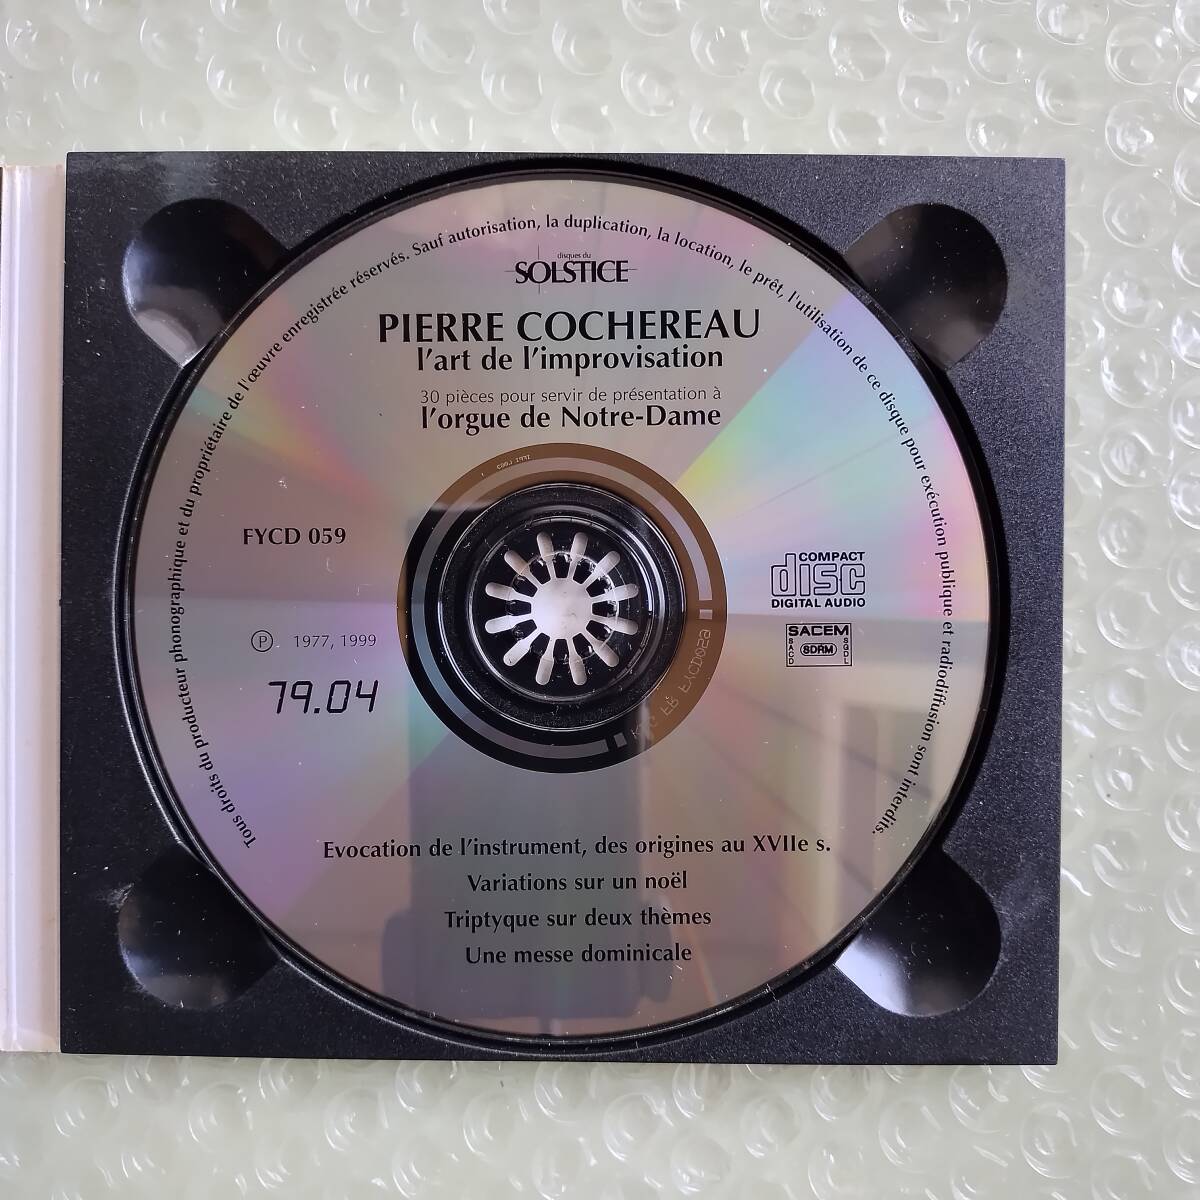 Tous droits du producteur phonographique et du propriétaire de l'œuvre enregistrée réservés. Sauf autorisation, la duplication, la location, le prêt, l'utilisation de ce disque pour exécution publique et radiodiffusion sont interdits.
disques du
SOLSTICE
PIERRE COCHEREAU
l'art de l'improvisation
30 pièces pour servir de présentation à
l'orgue de Notre-Dame
FYCD 059
COMPACT
disc
DIGITAL AUDIO
SACEM
SACD
SDRM
SGDL
Ⓟ 1977, 1999
79.04
FYCD059
Evocation de l'instrument, des origines au XVIIe s.
Variations sur un noël
Triptyque sur deux thèmes
Une messe dominicale